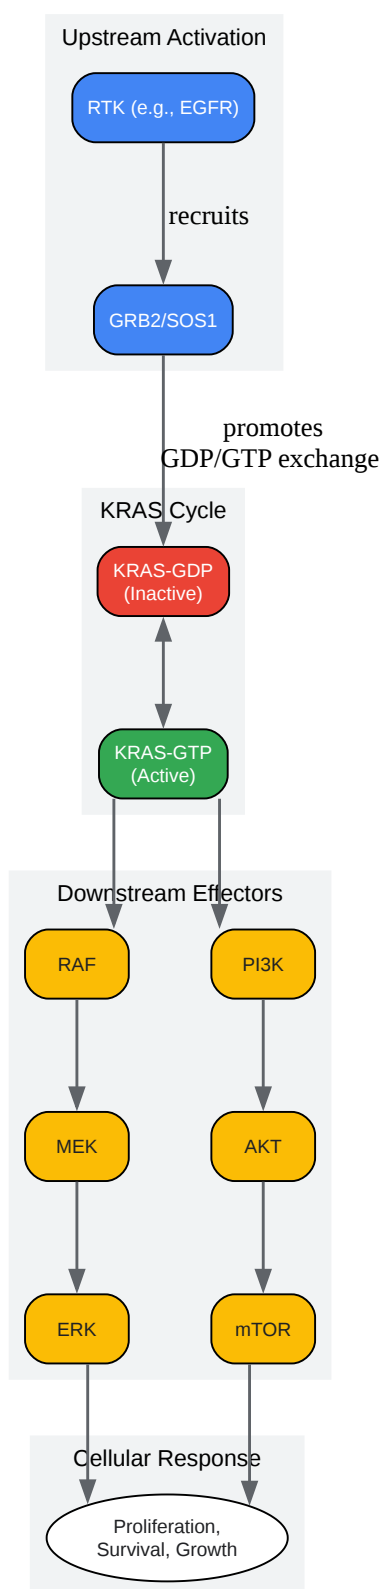 Upstream Activation
RTK (e.g., EGFR)
recruits
GRB2/SOS1
promotes
GDP/GTP exchange
KRAS Cycle
KRAS-GDP
(Inactive)
KRAS-GTP
(Active)
Downstream Effectors
RAF
PI3K
MEK
AKT
ERK
mTOR
Cellular Response
Proliferation,
Survival, Growth